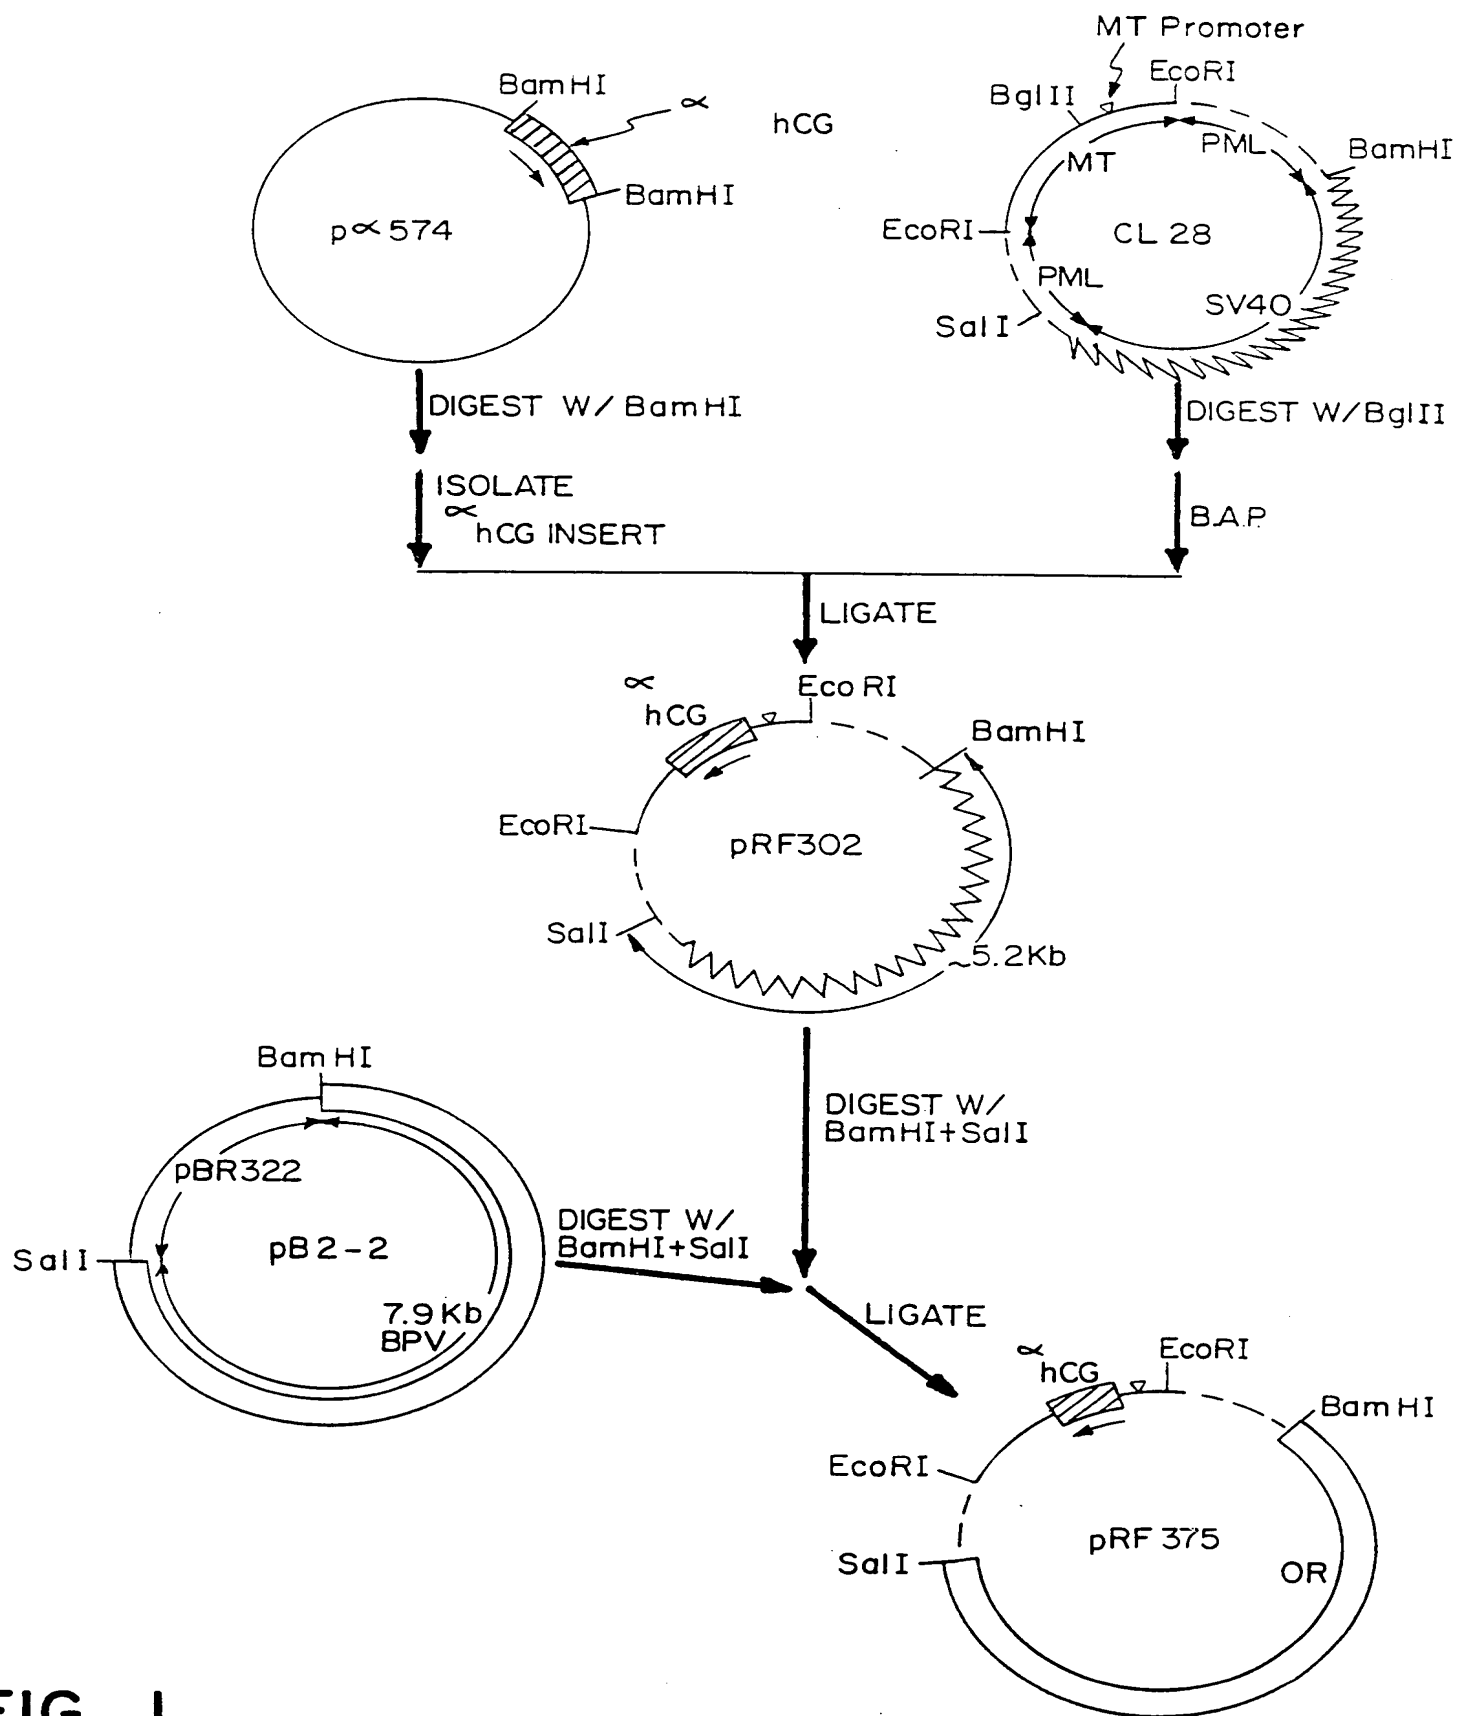 MT Promoter
BamHI
∝
hCG
BglII
EcoRI
PML
BamHI
MT
BamHI
p∝574
EcoRI
CL28
PML
SV40
SalI
DIGEST W/ BamHI
DIGEST W/BglII
ISOLATE
∝
hCG INSERT
B.A.P.
LIGATE
∝
hCG
EcoRI
BamHI
EcoRI
pRF302
SalI
~5.2Kb
BamHI
DIGEST W/
BamHI+SalI
pBR322
SalI
pB2-2
DIGEST W/
BamHI+SalI
7.9Kb
BPV
LIGATE
∝
hCG
EcoRI
BamHI
EcoRI
pRF375
SalI
OR
FIG. 1